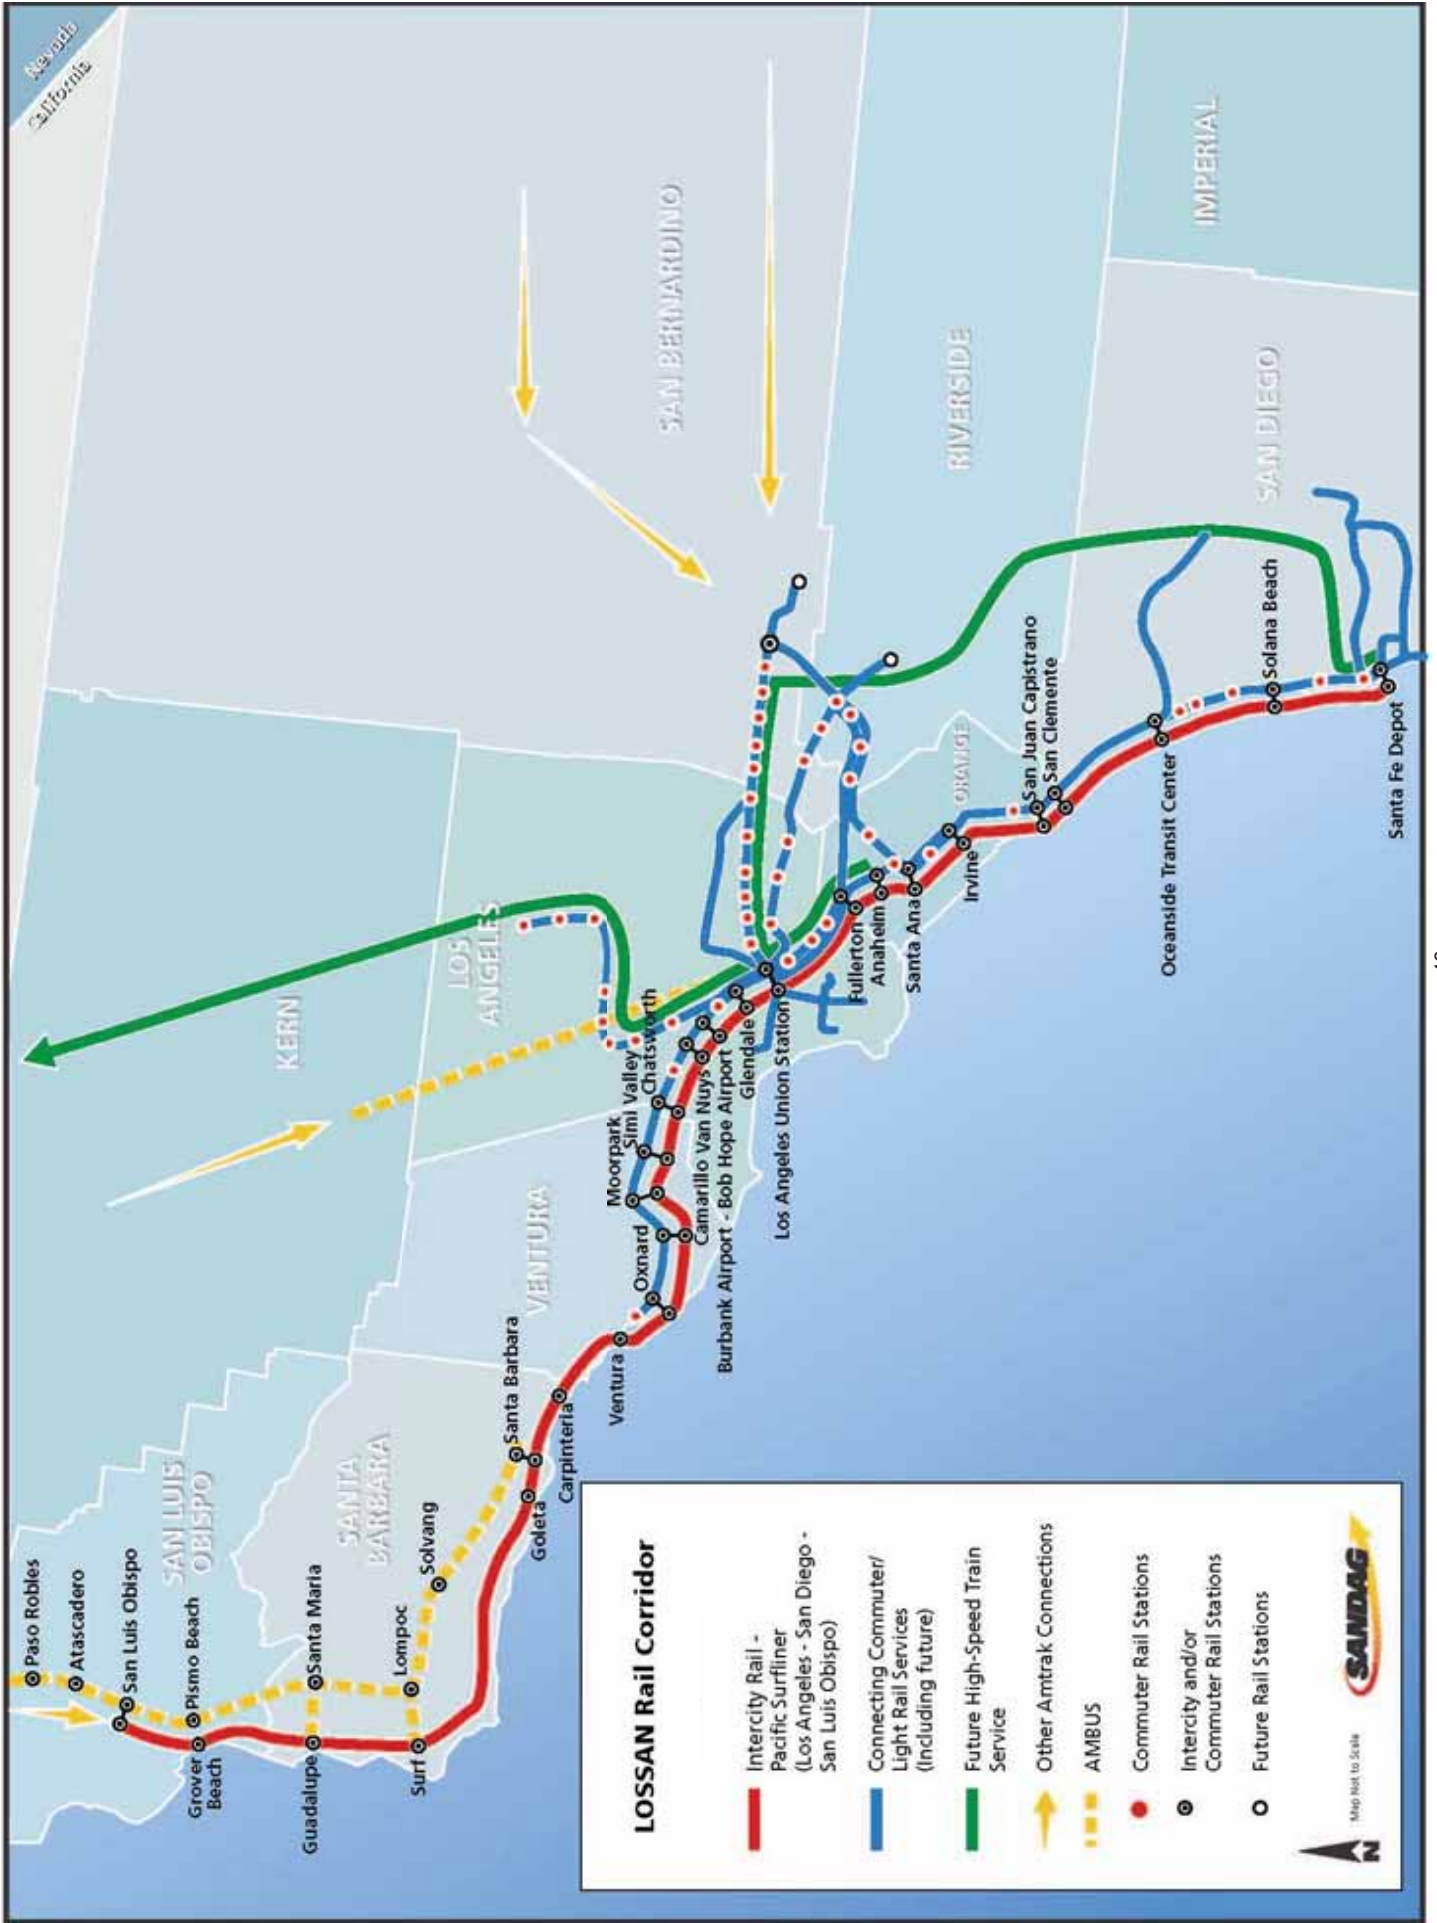 Nevada
California
Paso Robles
Atascadero
San Luis Obispo
Pismo Beach
Grover
Beach
SAN LUIS
OBISPO
Santa Maria
Guadalupe
SANTA
BARBARA
Lompoc
Surf
Solvang
Santa Barbara
Goleta
Carpinteria
KERN
VENTURA
Ventura
Oxnard
Moorpark
Simi Valley
Chatsworth
Camarillo
Van Nuys
Burbank Airport - Bob Hope Airport
Glendale
Los Angeles Union Station
LOS
ANGELES
SAN BERNARDINO
Fullerton
Anaheim
Santa Ana
ORANGE
Irvine
RIVERSIDE
San Juan Capistrano
San Clemente
Oceanside Transit Center
Solana Beach
SAN DIEGO
Santa Fe Depot
IMPERIAL
LOSSAN Rail Corridor
Intercity Rail -
Pacific Surfliner
(Los Angeles - San Diego -
San Luis Obispo)
Connecting Commuter/
Light Rail Services
(Including future)
Future High-Speed Train
Service
Other Amtrak Connections
AMBUS
Commuter Rail Stations
Intercity and/or
Commuter Rail Stations
Future Rail Stations
N
Map Not to Scale
SANDAG